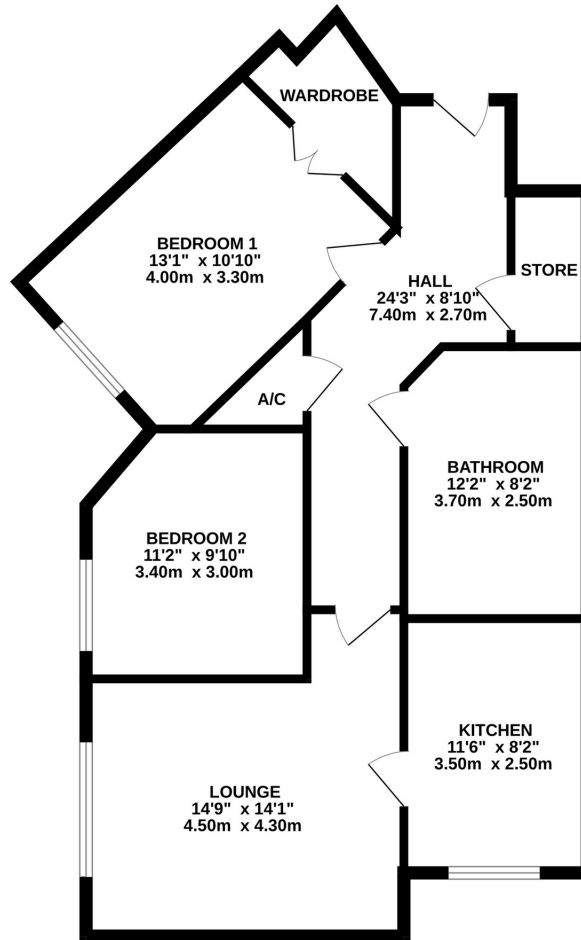 WARDROBE
BEDROOM 1
13'1" x 10'10"
4.00m x 3.30m
HALL
24'3" x 8'10"
7.40m x 2.70m
STORE
A/C
BATHROOM
12'2" x 8'2"
3.70m x 2.50m
BEDROOM 2
11'2" x 9'10"
3.40m x 3.00m
KITCHEN
11'6" x 8'2"
3.50m x 2.50m
LOUNGE
14'9" x 14'1"
4.50m x 4.30m